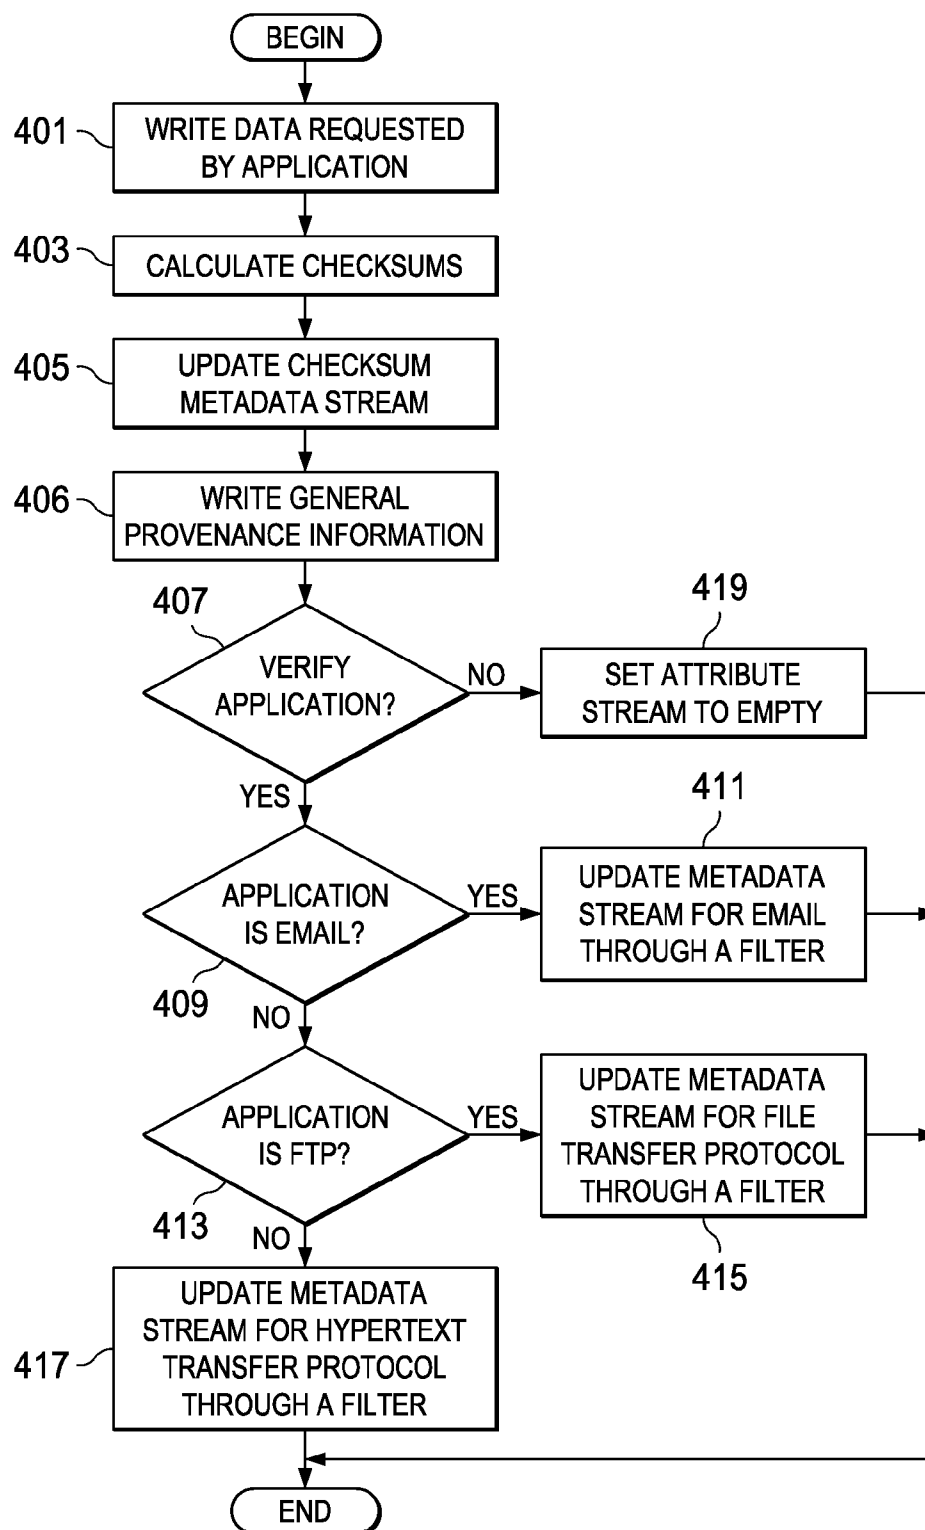 BEGIN
401
WRITE DATA REQUESTED
BY APPLICATION
403
CALCULATE CHECKSUMS
405
UPDATE CHECKSUM
METADATA STREAM
406
WRITE GENERAL
PROVENANCE INFORMATION
407
VERIFY
APPLICATION?
NO
419
SET ATTRIBUTE
STREAM TO EMPTY
YES
409
APPLICATION
IS EMAIL?
YES
411
UPDATE METADATA
STREAM FOR EMAIL
THROUGH A FILTER
NO
413
APPLICATION
IS FTP?
YES
UPDATE METADATA
STREAM FOR FILE
TRANSFER PROTOCOL
THROUGH A FILTER
415
NO
417
UPDATE METADATA
STREAM FOR HYPERTEXT
TRANSFER PROTOCOL
THROUGH A FILTER
END